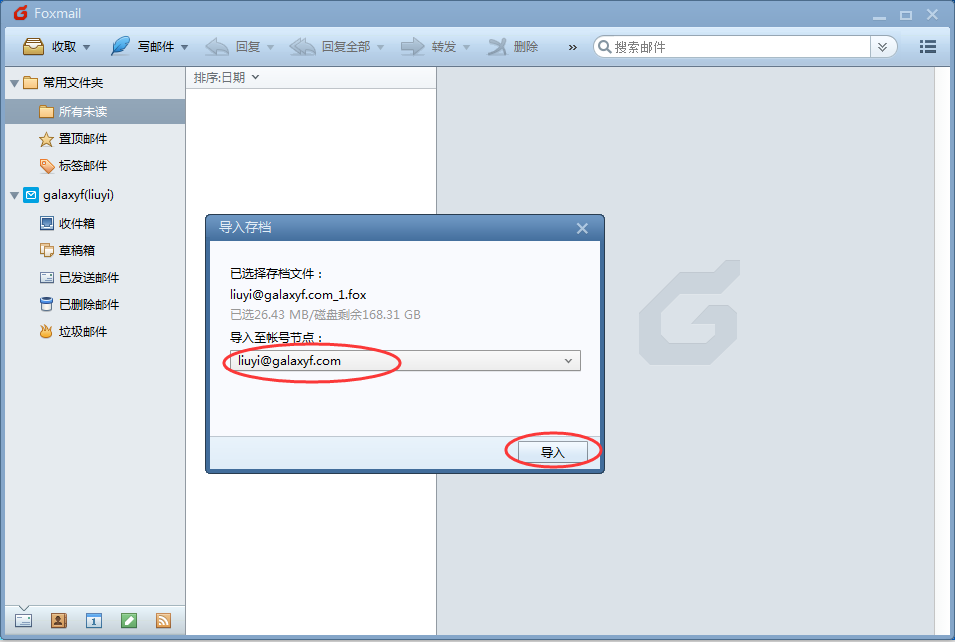 Foxmail
收取 写邮件 回复 回复全部 转发 删除 » 搜索邮件
常用文件夹
排序:日期
所有未读
置顶邮件
标签邮件
galaxyf(liuyi)
收件箱
草稿箱
已发送邮件
已删除邮件
垃圾邮件
导入存档
已选择存档文件：
liuyi@galaxyf.com_1.fox
已选26.43 MB/磁盘剩余168.31 GB
导入至帐号节点：
liuyi@galaxyf.com
导入
1